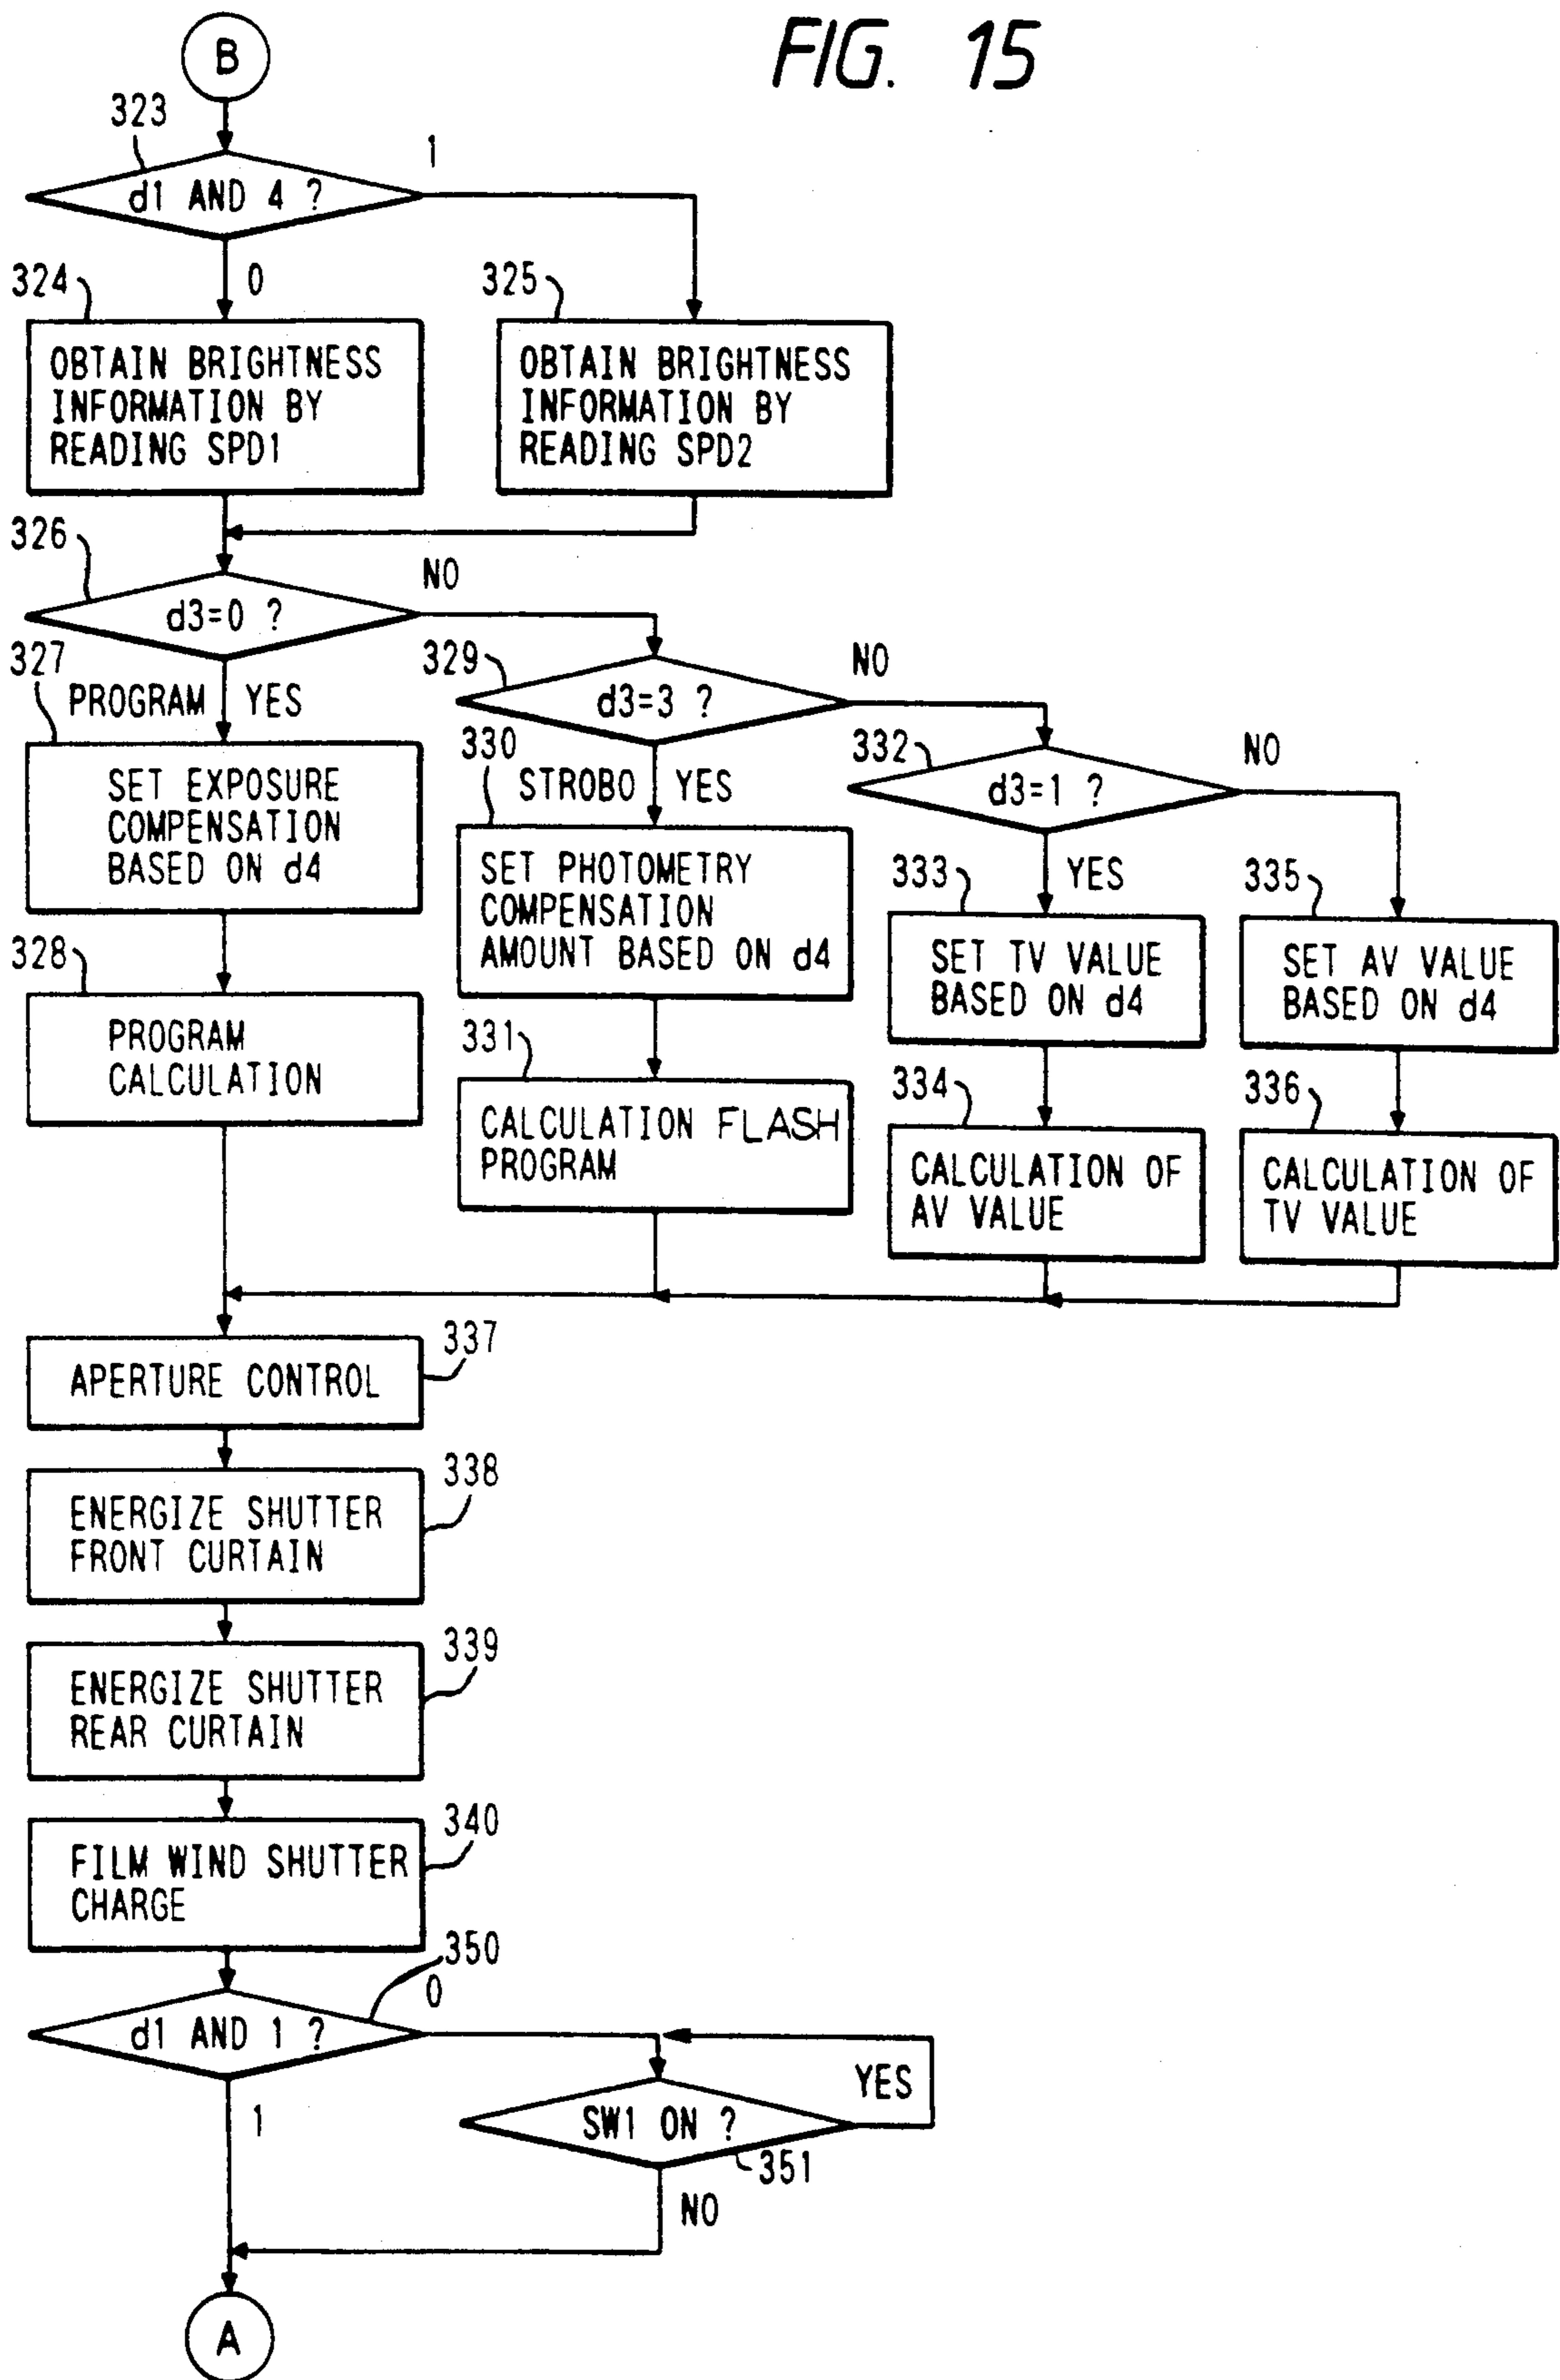 FIG. 15
B
323
d1 AND 4 ?
1
0
324
OBTAIN BRIGHTNESS
INFORMATION BY
READING SPD1
325
OBTAIN BRIGHTNESS
INFORMATION BY
READING SPD2
326
d3=0 ?
NO
327
PROGRAM YES
SET EXPOSURE
COMPENSATION
BASED ON d4
328
PROGRAM
CALCULATION
329
d3=3 ?
NO
330
STROBO YES
SET PHOTOMETRY
COMPENSATION
AMOUNT BASED ON d4
331
CALCULATION FLASH
PROGRAM
332
d3=1 ?
NO
333
YES
SET TV VALUE
BASED ON d4
334
CALCULATION OF
AV VALUE
335
SET AV VALUE
BASED ON d4
336
CALCULATION OF
TV VALUE
337
APERTURE CONTROL
338
ENERGIZE SHUTTER
FRONT CURTAIN
339
ENERGIZE SHUTTER
REAR CURTAIN
340
FILM WIND SHUTTER
CHARGE
350
d1 AND 1 ?
0
1
SW1 ON ?
YES
351
NO
A